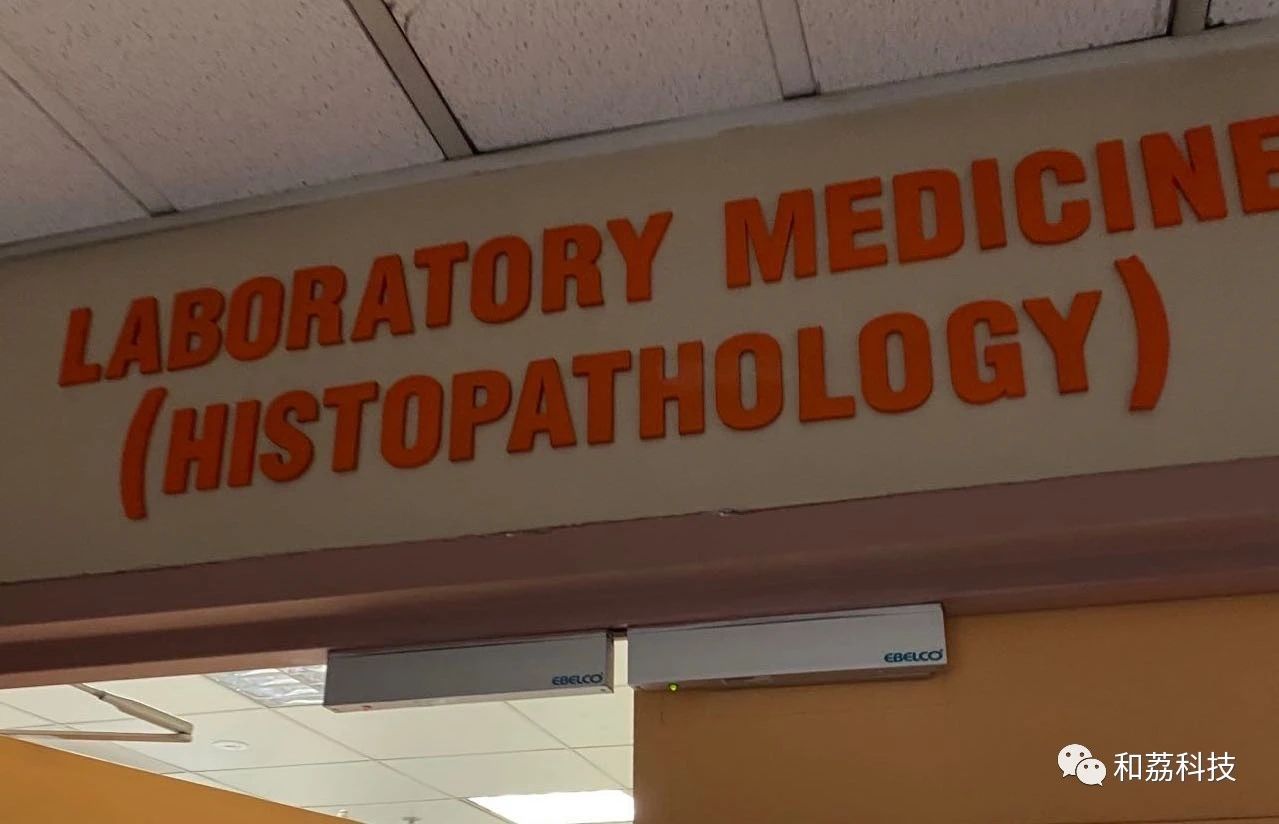 LABORATORY MEDICINE
(HISTOPATHOLOGY)
EBELCO
EBELCO
和荔科技